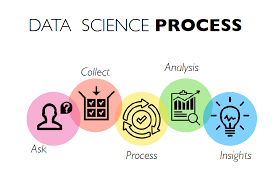 DATA SCIENCE PROCESS
Collect
Analysis
Ask
Process
Insights